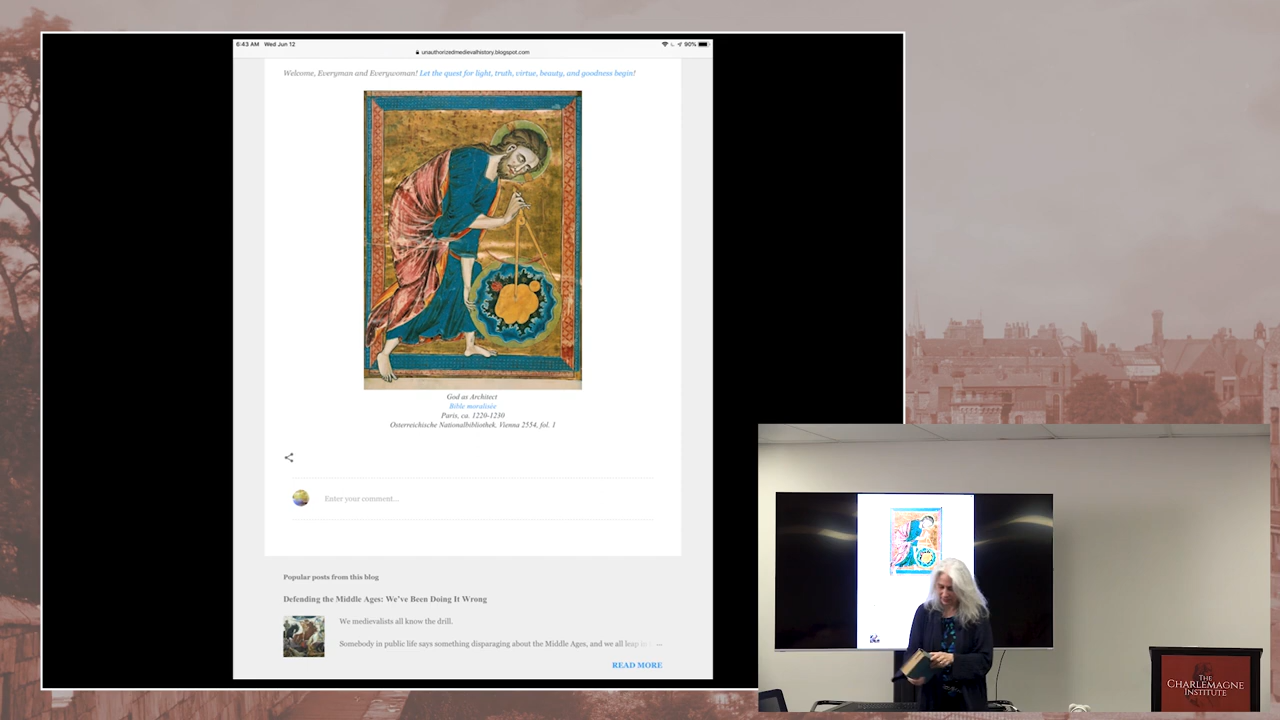 6:43 AM Wed Jun 12
90%
unauthorizedmedievalhistory.blogspot.com
Welcome, Everyman and Everywoman! Let the quest for light, truth, virtue, beauty, and goodness begin!
God as Architect
Bible moralisée
Paris, ca. 1220-1230
Osterreichische Nationalbibliothek, Vienna 2554, fol. 1
Enter your comment...
Popular posts from this blog
Defending the Middle Ages: We've Been Doing It Wrong
We medievalists all know the drill.
Somebody in public life says something disparaging about the Middle Ages, and we all leap to ...
READ MORE
THE
CHARLEMAGNE
INSTITUTE